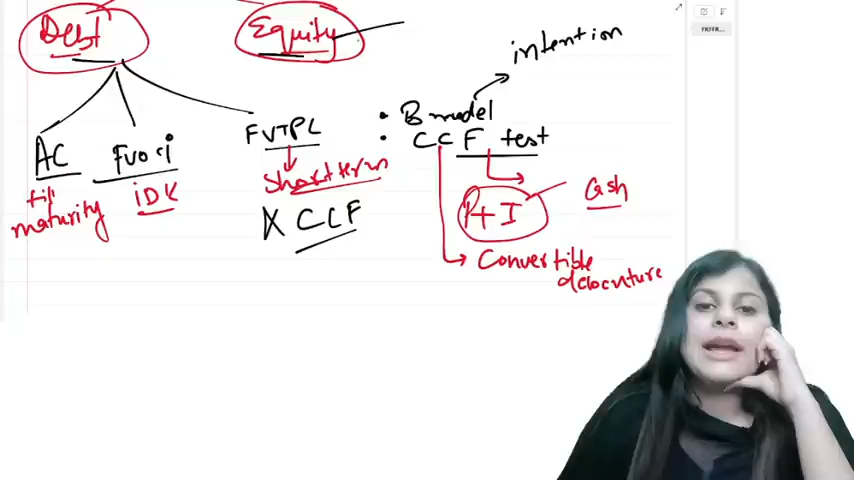 Debt Equity
intention
• B model
AC FVOCI FVTPL • CCF test
till maturity IDK Short term P+I Cash
X CCF
Convertible debenture